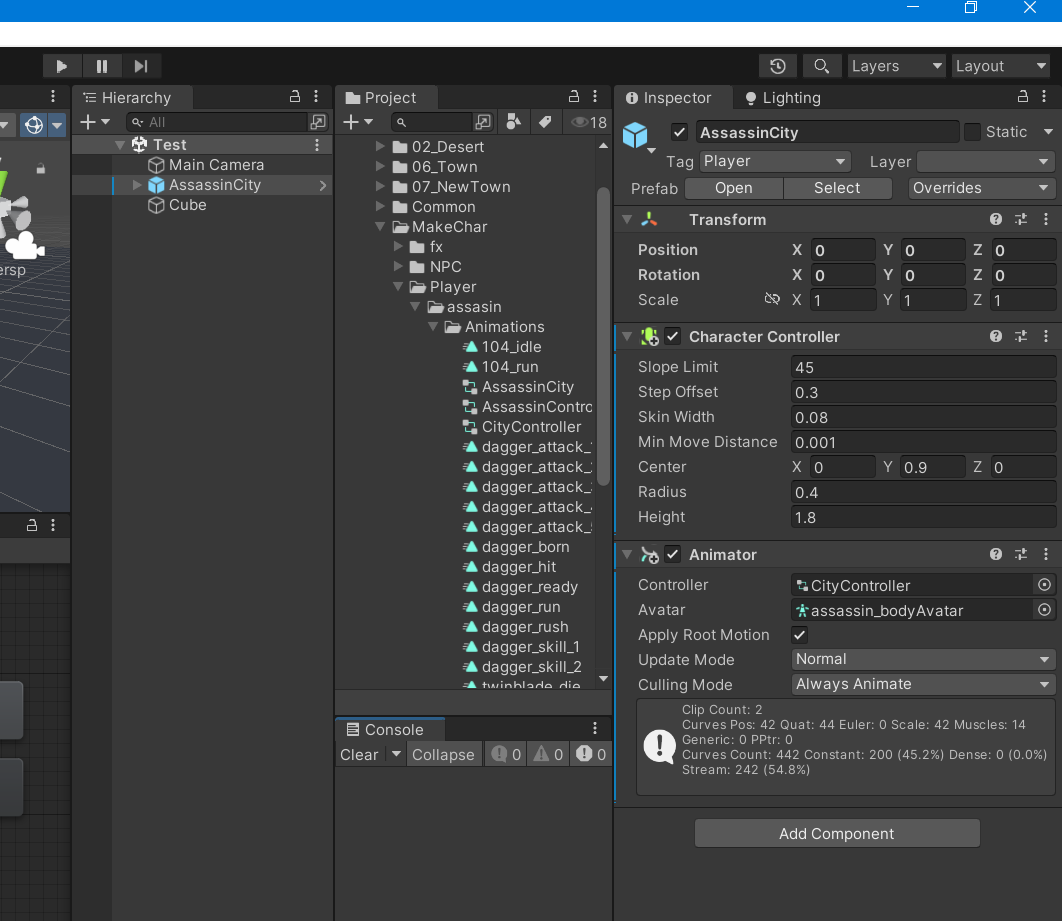 Layers
Layout
Hierarchy
All
Test
Main Camera
AssassinCity
Cube
ersp
Project
18
02_Desert
06_Town
07_NewTown
Common
MakeChar
fx
NPC
Player
assasin
Animations
104_idle
104_run
AssassinCity
AssassinContro
CityController
dagger_attack_
dagger_attack_
dagger_attack_
dagger_attack_
dagger_attack_
dagger_born
dagger_hit
dagger_ready
dagger_run
dagger_rush
dagger_skill_1
dagger_skill_2
twinblade_die
Console
Clear
Collapse
0
0
0
Inspector
Lighting
AssassinCity
Static
Tag Player
Layer
Prefab Open Select Overrides
Transform
Position X 0 Y 0 Z 0
Rotation X 0 Y 0 Z 0
Scale X 1 Y 1 Z 1
Character Controller
Slope Limit 45
Step Offset 0.3
Skin Width 0.08
Min Move Distance 0.001
Center X 0 Y 0.9 Z 0
Radius 0.4
Height 1.8
Animator
Controller CityController
Avatar assassin_bodyAvatar
Apply Root Motion
Update Mode Normal
Culling Mode Always Animate
Clip Count: 2
Curves Pos: 42 Quat: 44 Euler: 0 Scale: 42 Muscles: 14
Generic: 0 PPtr: 0
Curves Count: 442 Constant: 200 (45.2%) Dense: 0 (0.0%)
Stream: 242 (54.8%)
Add Component